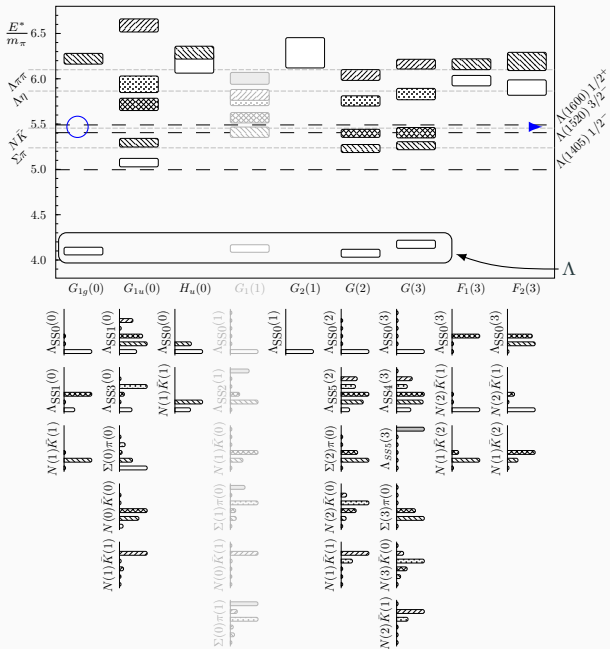 E*
mπ
6.5
6.0
5.5
5.0
4.5
4.0
Λππ
Λη
NK̄
Σπ
Λ(1600) 1/2⁺
Λ(1520) 3/2⁻
Λ(1405) 1/2⁻
Λ
G₁g(0) G₁u(0) Hu(0) G₁(1) G₂(1) G(2) G(3) F₁(3) F₂(3)
ΛSS0(0) ΛSS1(0) ΛSS0(0) ΛSS0(1) ΛSS0(1) ΛSS0(2) ΛSS0(3) ΛSS0(3) ΛSS0(3)
ΛSS1(0) ΛSS3(0) N(1)K̄(1) ΛSS2(1) ΛSS5(2) ΛSS4(3) N(2)K̄(1) N(2)K̄(1)
N(1)K̄(1) Σ(0)π(0) N(1)K̄(0) Σ(2)π(0) ΛSS5(3) N(1)K̄(2) N(1)K̄(2)
N(0)K̄(0) Σ(1)π(0) N(2)K̄(0) Σ(3)π(0)
N(1)K̄(1) N(0)K̄(1) N(1)K̄(1) N(3)K̄(0)
Σ(0)π(1) N(2)K̄(1)